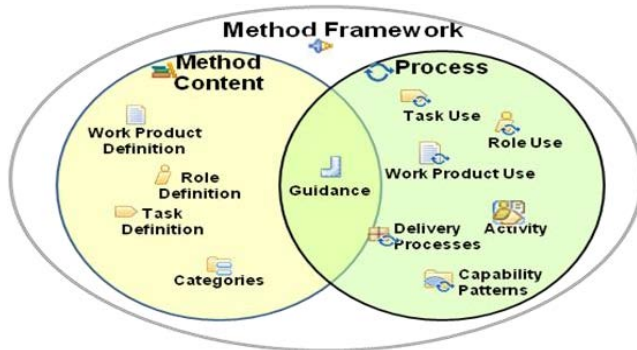 Method Framework
Method
Content
Process
Work Product
Definition
Role
Definition
Task
Definition
Categories
Guidance
Task Use
Role Use
Work Product Use
Delivery
Processes
Activity
Capability
Patterns